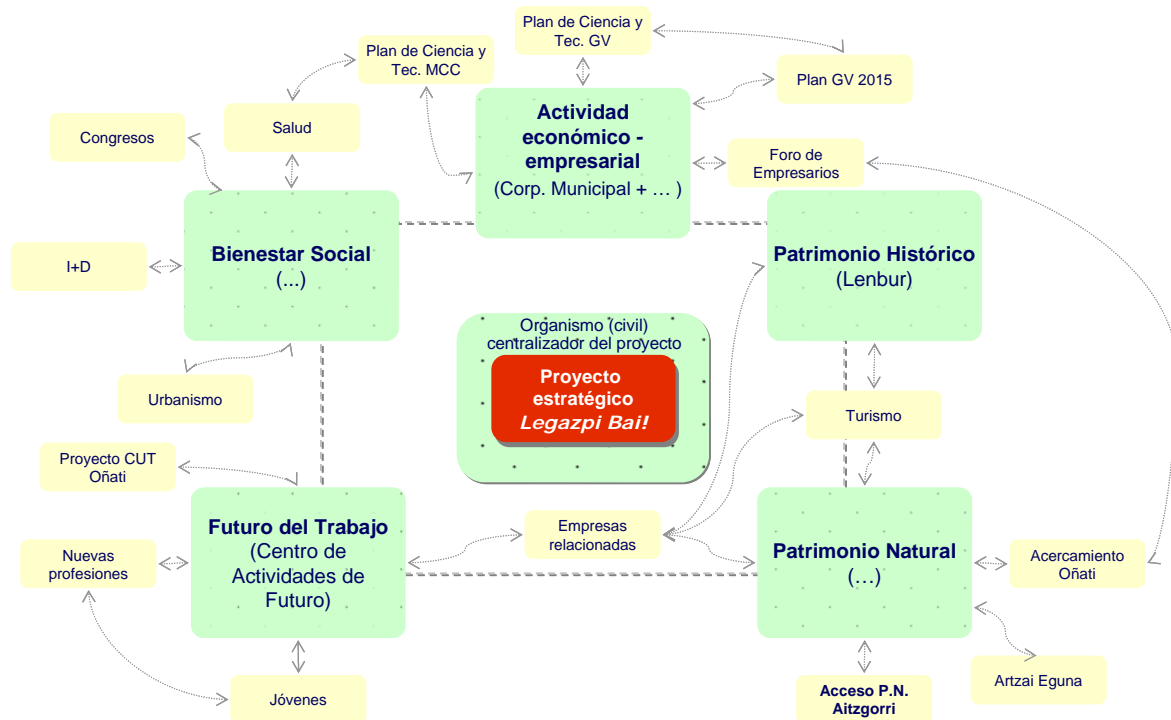 Plan de Ciencia y
Tec. GV
Plan de Ciencia y
Tec. MCC
Plan GV 2015
Salud
Congresos
Actividad
económico -
empresarial
(Corp. Municipal + … )
Foro de
Empresarios
Bienestar Social
(...)
Patrimonio Histórico
(Lenbur)
I+D
Organismo (civil)
centralizador del proyecto
Proyecto
estratégico
Legazpi Bai!
Urbanismo
Turismo
Proyecto CUT
Oñati
Futuro del Trabajo
(Centro de
Actividades de
Futuro)
Empresas
relacionadas
Patrimonio Natural
(…)
Nuevas
profesiones
Acercamiento
Oñati
Jóvenes
Acceso P.N.
Aitzgorri
Artzai Eguna